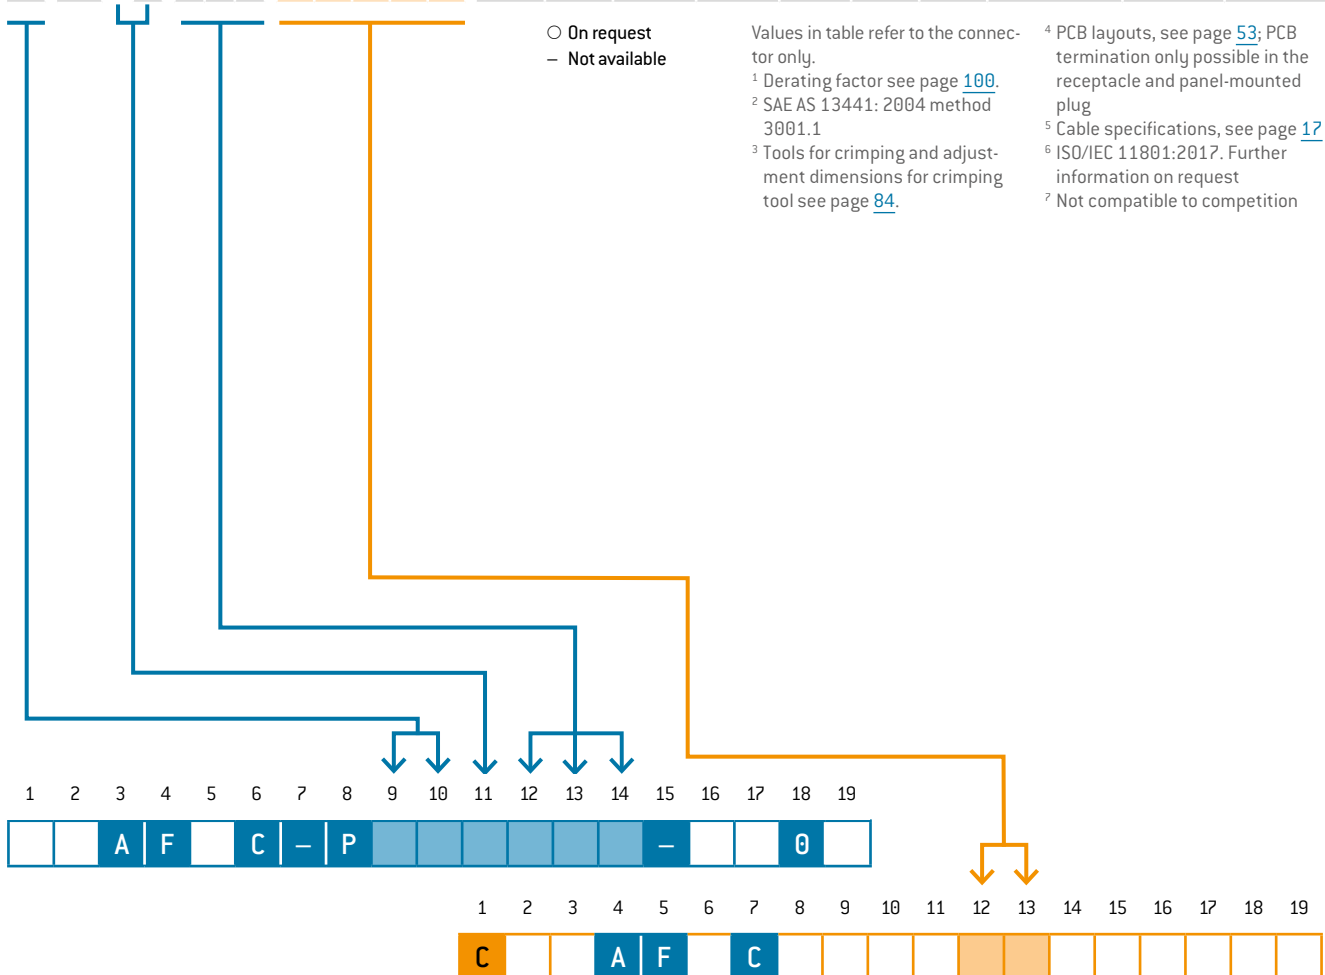 ○ On request
– Not available
Values in table refer to the connec-
tor only.
¹ Derating factor see page 100.
² SAE AS 13441: 2004 method
3001.1
³ Tools for crimping and adjust-
ment dimensions for crimping
tool see page 84.
⁴ PCB layouts, see page 53; PCB
termination only possible in the
receptacle and panel-mounted
plug
⁵ Cable specifications, see page 17
⁶ ISO/IEC 11801:2017. Further
information on request
⁷ Not compatible to competition
1 2 3 4 5 6 7 8 9 10 11 12 13 14 15 16 17 18 19
A F C – P – 0
1 2 3 4 5 6 7 8 9 10 11 12 13 14 15 16 17 18 19
C A F C